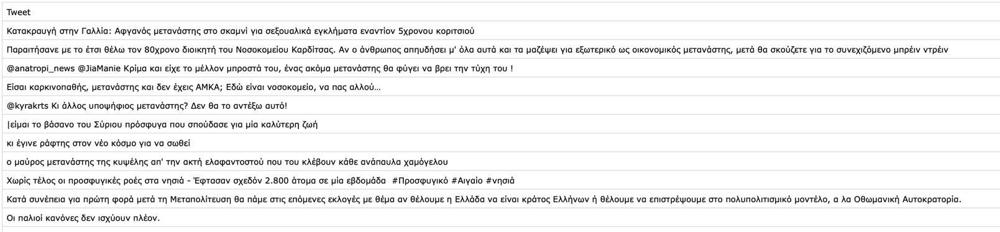 Tweet
Κατακραυγή στην Γαλλία: Αφγανός μετανάστης στο σκαμνί για σεξουαλικά εγκλήματα εναντίον 5χρονου κοριτσιού
Παραιτήσανε με το έτσι θέλω τον 80χρονο διοικητή του Νοσοκομείου Καρδίτσας. Αν ο άνθρωπος απηυδήσει μ' όλα αυτά και τα μαζέψει για εξωτερικό ως οικονομικός μετανάστης, μετά θα σκούζετε για το συνεχιζόμενο μπρέιν ντρέιν
@anatropi_news @JiaManie Κρίμα και είχε το μέλλον μπροστά του, ένας ακόμα μετανάστης θα φύγει να βρει την τύχη του !
Είσαι καρκινοπαθής, μετανάστης και δεν έχεις ΑΜΚΑ; Εδώ είναι νοσοκομείο, να πας αλλού...
@kyrakrts Κι άλλος υποψήφιος μετανάστης? Δεν θα το αντέξω αυτό!
|είμαι το βάσανο του Σύριου πρόσφυγα που σπούδασε για μία καλύτερη ζωή
κι έγινε ράφτης στον νέο κόσμο για να σωθεί
ο μαύρος μετανάστης της κυψέλης απ' την ακτή ελαφαντοστού που του κλέβουν κάθε ανάπαυλα χαμόγελου
Χωρίς τέλος οι προσφυγικές ροές στα νησιά - Έφτασαν σχεδόν 2.800 άτομα σε μία εβδομάδα  #Προσφυγικό #Αιγαίο #νησιά
Κατά συνέπεια για πρώτη φορά μετά τη Μεταπολίτευση θα πάμε στις επόμενες εκλογές με θέμα αν θέλουμε η Ελλάδα να είναι κράτος Ελλήνων ή θέλουμε να επιστρέψουμε στο πολυπολιτισμικό μοντέλο, α λα Οθωμανική Αυτοκρατορία.
Οι παλιοί κανόνες δεν ισχύουν πλέον.